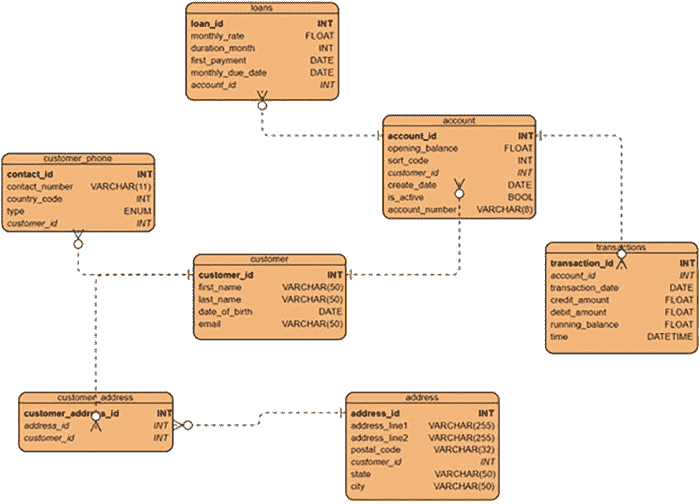 loans
loan_id INT
monthly_rate FLOAT
duration_month INT
first_payment DATE
monthly_due_date DATE
account_id INT
account
account_id INT
opening_balance FLOAT
sort_code INT
customer_id INT
create_date DATE
is_active BOOL
account_number VARCHAR(8)
customer_phone
contact_id INT
contact_number VARCHAR(11)
country_code INT
type ENUM
customer_id INT
customer
customer_id INT
first_name VARCHAR(50)
last_name VARCHAR(50)
date_of_birth DATE
email VARCHAR(50)
transactions
transaction_id INT
account_id INT
transaction_date DATE
credit_amount FLOAT
debit_amount FLOAT
running_balance FLOAT
time DATETIME
customer_address
customer_address_id INT
address_id INT
customer_id INT
address
address_id INT
address_line1 VARCHAR(255)
address_line2 VARCHAR(255)
postal_code VARCHAR(32)
customer_id INT
state VARCHAR(50)
city VARCHAR(50)